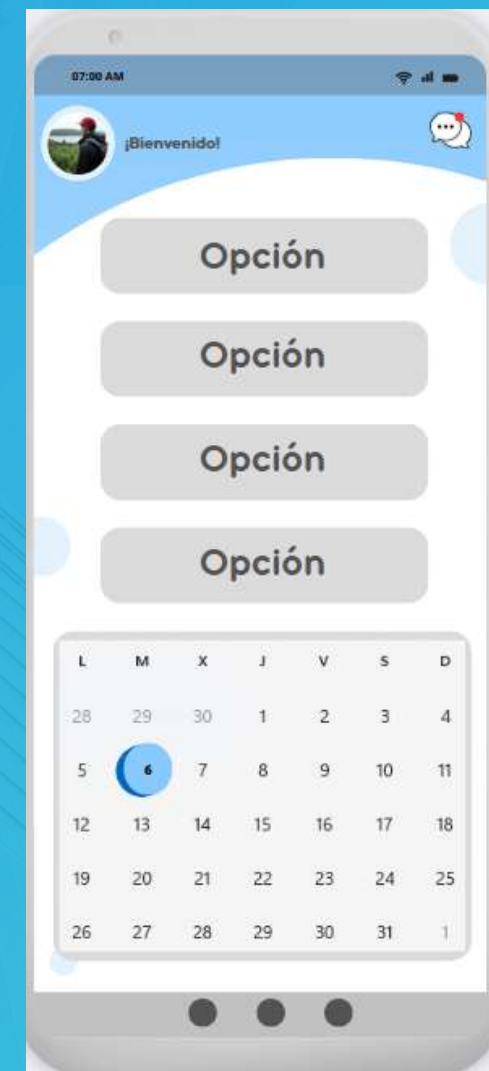 07:00 AM
¡Bienvenido!
Opción
Opción
Opción
Opción
L M X J V S D
28 29 30 1 2 3 4
5 6 7 8 9 10 11
12 13 14 15 16 17 18
19 20 21 22 23 24 25
26 27 28 29 30 31 1